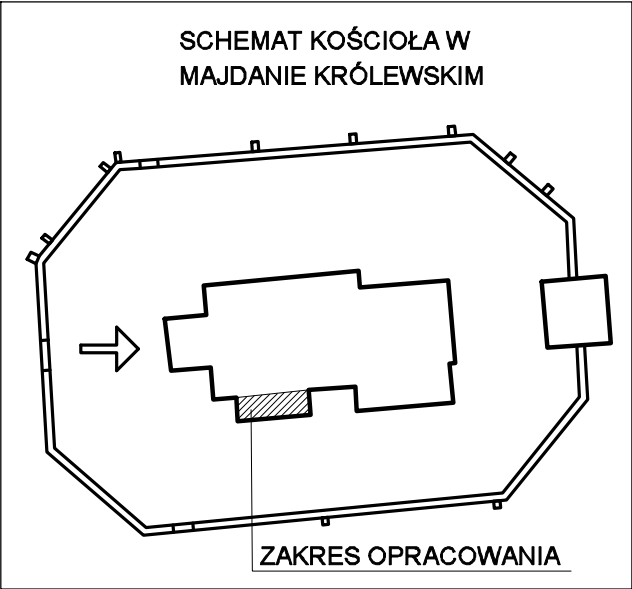 SCHEMAT KOŚCIOŁA W
MAJDANIE KRÓLEWSKIM
ZAKRES OPRACOWANIA